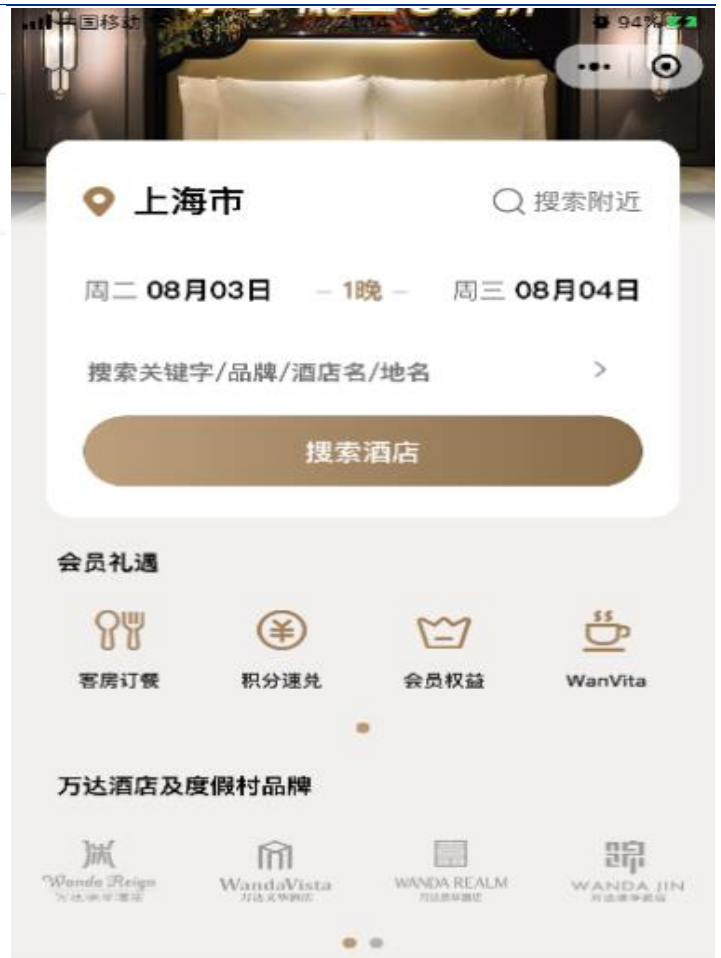 中国移动
94%
上海市 搜索附近
周二 08月03日 – 1晚 – 周三 08月04日
搜索关键字/品牌/酒店名/地名
搜索酒店
会员礼遇
客房订餐 积分速兑 会员权益 WanVita
万达酒店及度假村品牌
Wanda Reign WandaVista WANDA REALM WANDA JIN